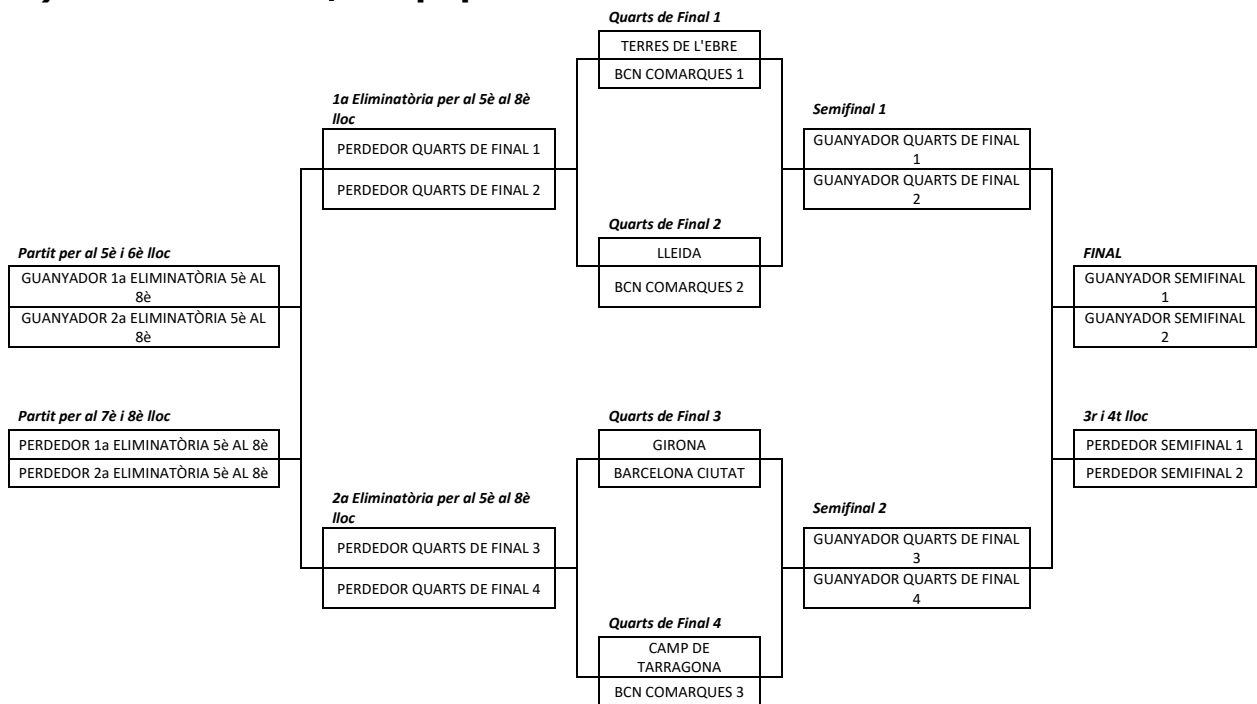 Quarts de Final 1
TERRES DE L'EBRE
BCN COMARQUES 1
1a Eliminatòria per al 5è al 8è
lloc
PERDEDOR QUARTS DE FINAL 1
PERDEDOR QUARTS DE FINAL 2
Semifinal 1
GUANYADOR QUARTS DE FINAL
1
GUANYADOR QUARTS DE FINAL
2
Quarts de Final 2
LLEIDA
BCN COMARQUES 2
Partit per al 5è i 6è lloc
GUANYADOR 1a ELIMINATÒRIA 5è AL
8è
GUANYADOR 2a ELIMINATÒRIA 5è AL
8è
FINAL
GUANYADOR SEMIFINAL
1
GUANYADOR SEMIFINAL
2
Partit per al 7è i 8è lloc
PERDEDOR 1a ELIMINATÒRIA 5è AL 8è
PERDEDOR 2a ELIMINATÒRIA 5è AL 8è
Quarts de Final 3
GIRONA
BARCELONA CIUTAT
3r i 4t lloc
PERDEDOR SEMIFINAL 1
PERDEDOR SEMIFINAL 2
2a Eliminatòria per al 5è al 8è
lloc
PERDEDOR QUARTS DE FINAL 3
PERDEDOR QUARTS DE FINAL 4
Semifinal 2
GUANYADOR QUARTS DE FINAL
3
GUANYADOR QUARTS DE FINAL
4
Quarts de Final 4
CAMP DE
TARRAGONA
BCN COMARQUES 3